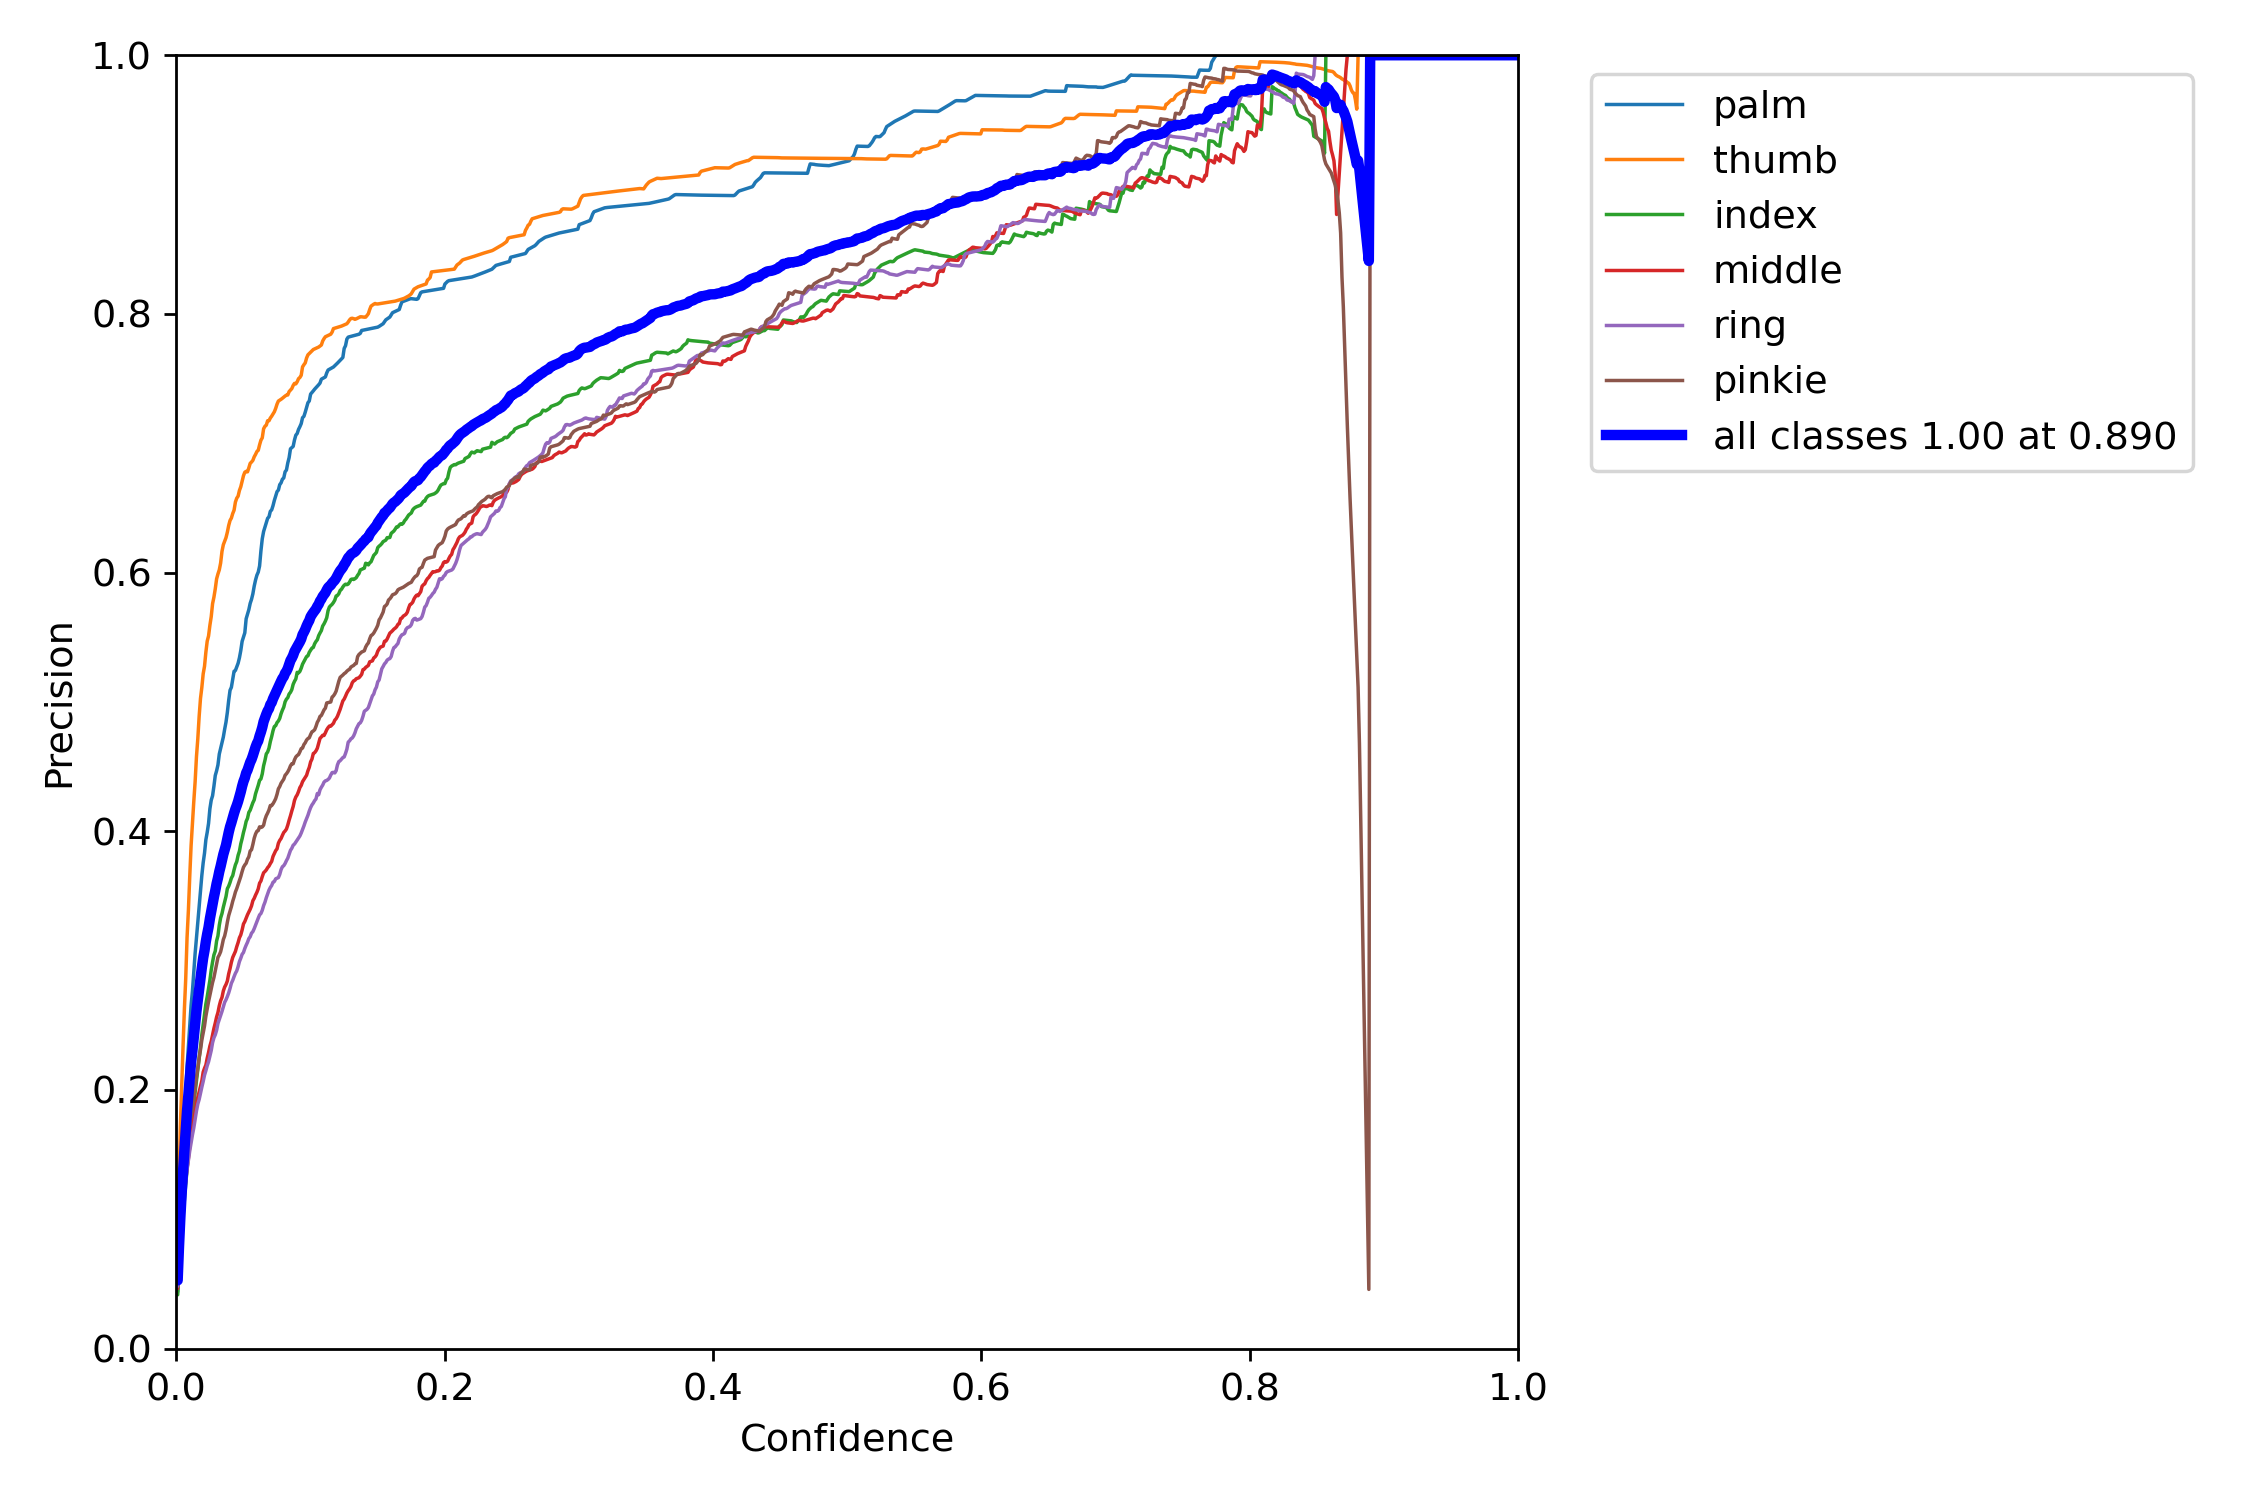 1.0
0.8
0.6
0.4
0.2
0.0
Precision
0.0 0.2 0.4 0.6 0.8 1.0
Confidence
palm
thumb
index
middle
ring
pinkie
all classes 1.00 at 0.890